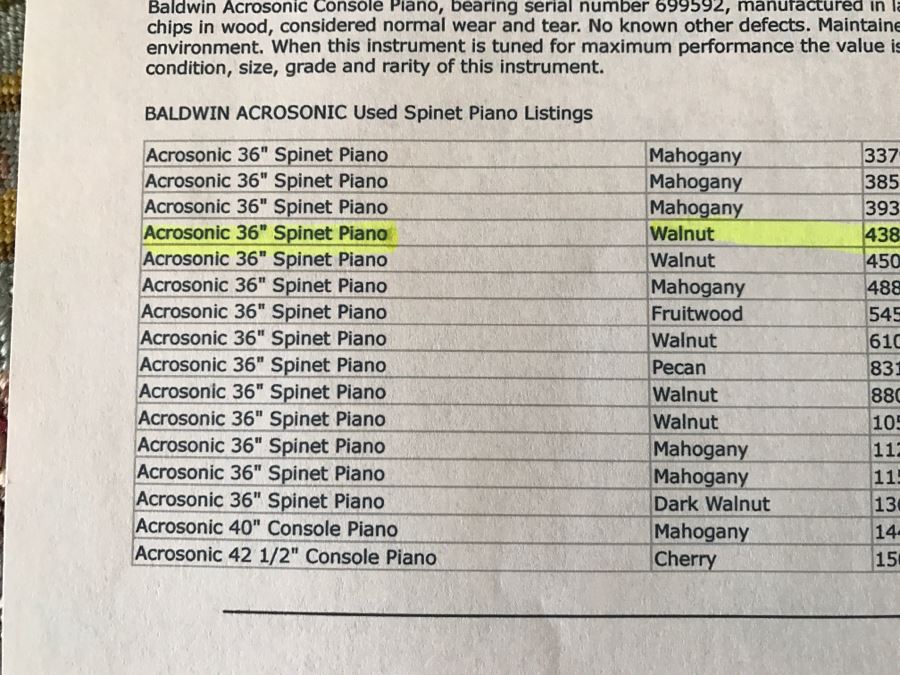 Baldwin Acrosonic Console Piano, bearing serial number 699592, manufactured in
chips in wood, considered normal wear and tear. No known other defects.
environment. When this instrument is tuned for maximum performance the value
condition, size, grade and rarity of this instrument.
BALDWIN ACROSONIC Used Spinet Piano Listings
Acrosonic 36" Spinet Piano Mahogany 337
Acrosonic 36" Spinet Piano Mahogany 385
Acrosonic 36" Spinet Piano Mahogany 393
Acrosonic 36" Spinet Piano Walnut 438
Acrosonic 36" Spinet Piano Walnut 450
Acrosonic 36" Spinet Piano Mahogany 488
Acrosonic 36" Spinet Piano Fruitwood 545
Acrosonic 36" Spinet Piano Walnut 610
Acrosonic 36" Spinet Piano Pecan 831
Acrosonic 36" Spinet Piano Walnut 880
Acrosonic 36" Spinet Piano Walnut 105
Acrosonic 36" Spinet Piano Mahogany 112
Acrosonic 36" Spinet Piano Mahogany 115
Acrosonic 36" Spinet Piano Dark Walnut 130
Acrosonic 40" Console Piano Mahogany 144
Acrosonic 42 1/2" Console Piano Cherry 150